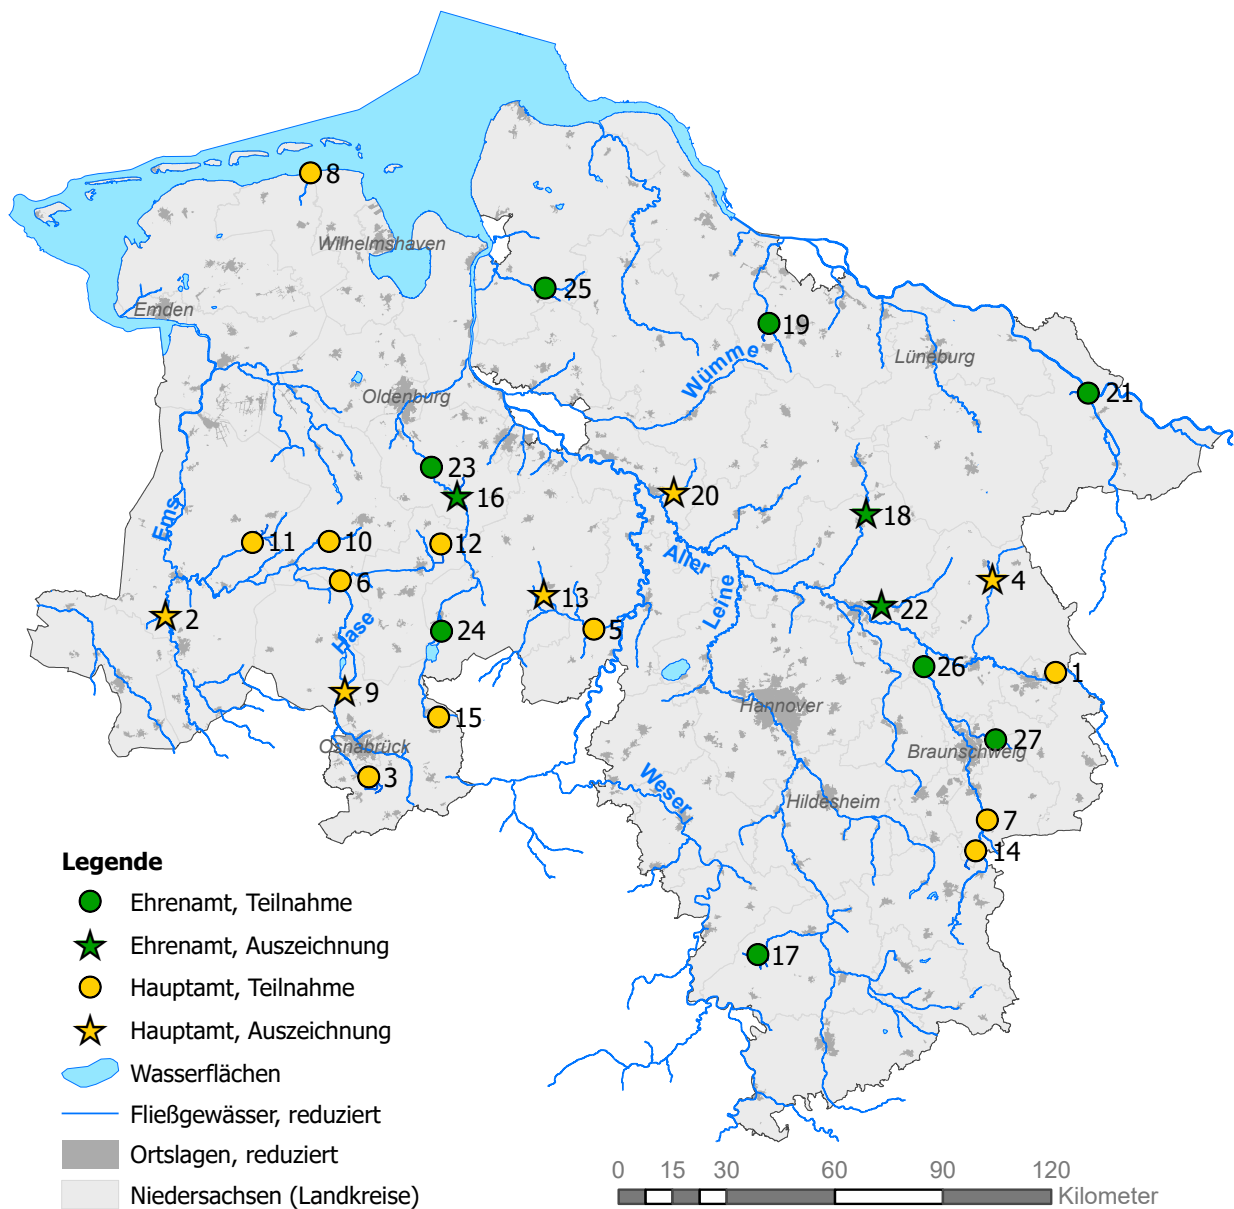 8
Wilhelmshaven
25
Emden
19
Wümme
Lüneburg
Oldenburg
21
23
16
20
Ems
18
11
10
12
Aller
6
13
4
2
Leine
22
Hase
24
5
26
1
9
15
Hannover
Osnabrück
Braunschweig
27
3
Weser
Hildesheim
7
14
17
Legende
Ehrenamt, Teilnahme
Ehrenamt, Auszeichnung
Hauptamt, Teilnahme
Hauptamt, Auszeichnung
Wasserflächen
Fließgewässer, reduziert
Ortslagen, reduziert
Niedersachsen (Landkreise)
0 15 30 60 90 120
Kilometer